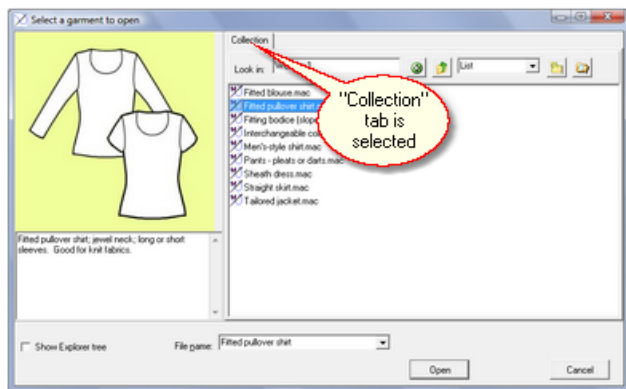 Select a garment to open
Collection
Look in:
List
Fitted blouse.mac
Fitted pullover shirt
Fitting bodice (slope
Interchangeable co
Men's-style shirt.mac
Pants - pleats or darts.mac
Sheath dress.mac
Straight skirt.mac
Tailored jacket.mac
"Collection"
tab is
selected
Fitted pullover shirt; jewel neck; long or short
sleeves. Good for knit fabrics.
Show Explorer tree
File name:
Fitted pullover shirt
Open
Cancel